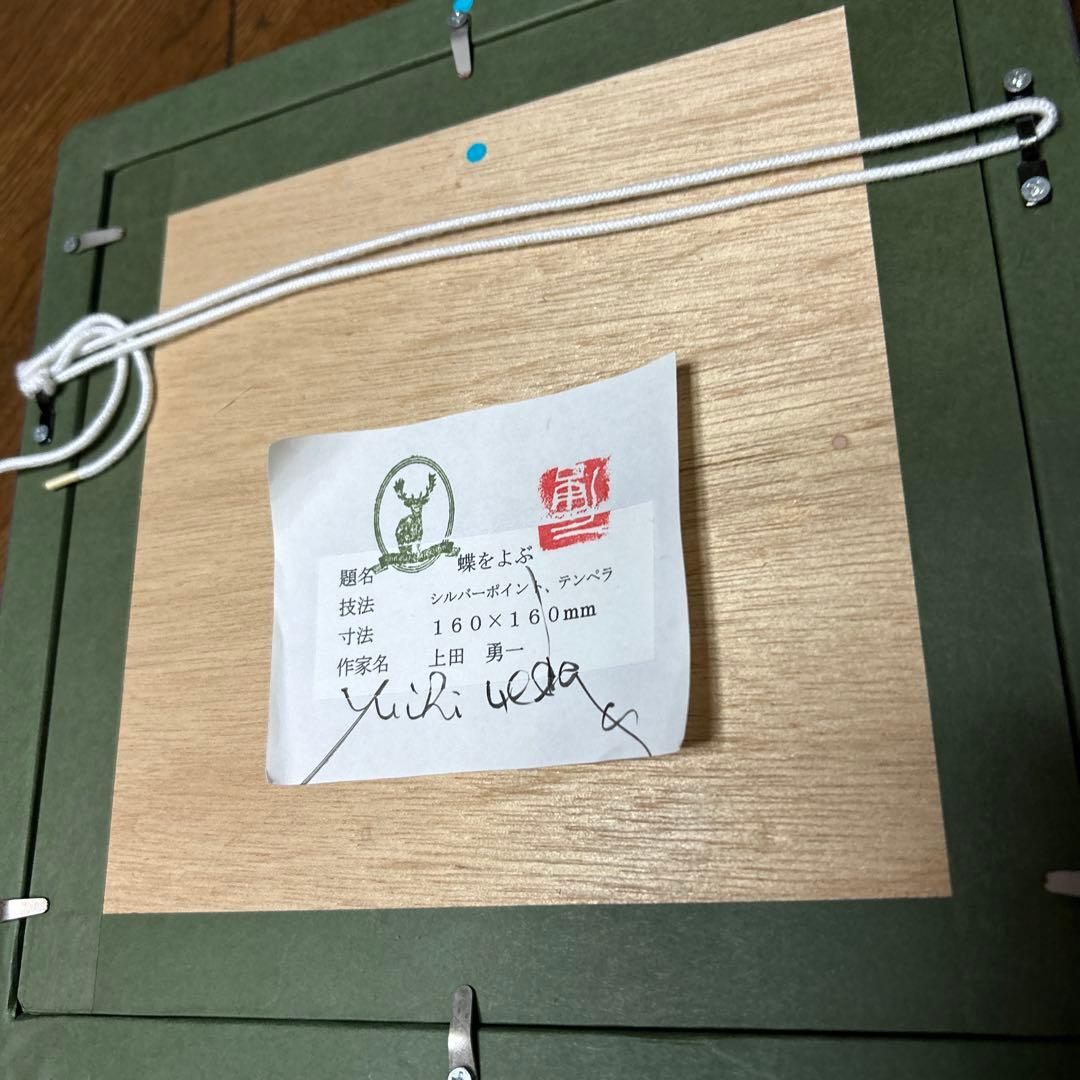 題名 蝶をよぶ
技法 シルバーポイント、テンペラ
寸法 160×160mm
作家名 上田 勇一
Yuichi Ueda